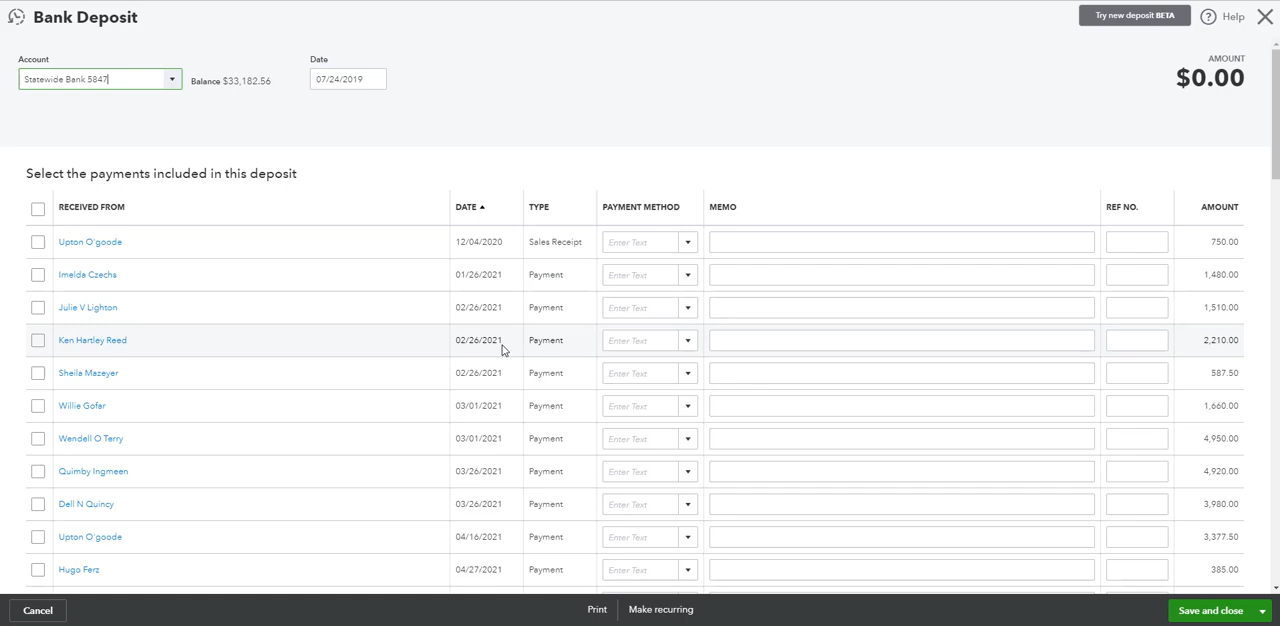 Bank Deposit
Try new deposit BETA
? Help
Account
Date
AMOUNT
Statewide Bank 5847
Balance $33,182.56
07/24/2019
$0.00
Select the payments included in this deposit
RECEIVED FROM DATE TYPE PAYMENT METHOD MEMO REF NO. AMOUNT
Upton O'goode 12/04/2020 Sales Receipt Enter Text 750.00
Imelda Czechs 01/26/2021 Payment Enter Text 1,480.00
Julie V Lighton 02/26/2021 Payment Enter Text 1,510.00
Ken Hartley Reed 02/26/2021 Payment Enter Text 2,210.00
Sheila Mazeyer 02/26/2021 Payment Enter Text 587.50
Willie Gofar 03/01/2021 Payment Enter Text 1,660.00
Wendell O Terry 03/01/2021 Payment Enter Text 4,950.00
Quimby Ingmeen 03/26/2021 Payment Enter Text 4,920.00
Dell N Quincy 03/26/2021 Payment Enter Text 3,980.00
Upton O'goode 04/16/2021 Payment Enter Text 3,377.50
Hugo Ferz 04/27/2021 Payment Enter Text 385.00
Cancel Print Make recurring Save and close